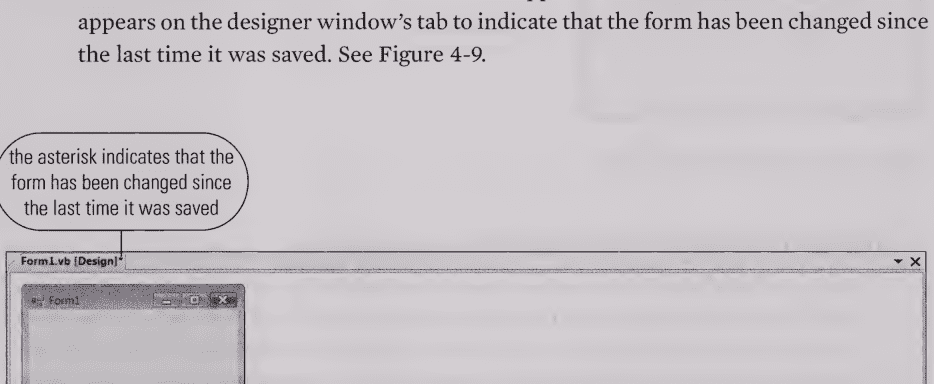 appears on the designer window’s tab to indicate that the form has been changed since
the last time it was saved. See Figure 4-9.
the asterisk indicates that the
form has been changed since
the last time it was saved
Form1.vb [Design]*
Form1